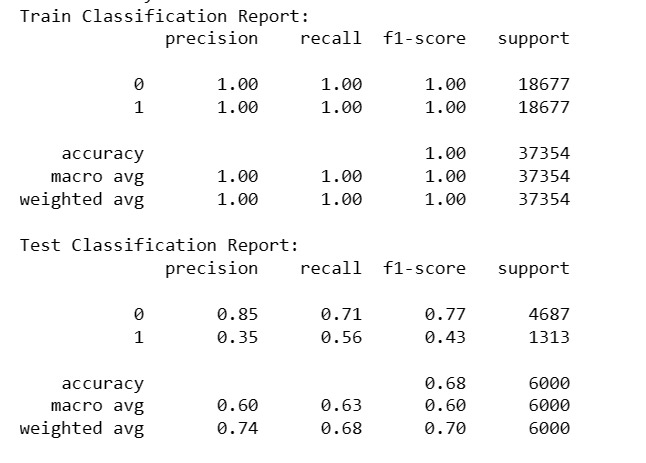 Train Classification Report:
precision recall f1-score support
0 1.00 1.00 1.00 18677
1 1.00 1.00 1.00 18677
accuracy 1.00 37354
macro avg 1.00 1.00 1.00 37354
weighted avg 1.00 1.00 1.00 37354
Test Classification Report:
precision recall f1-score support
0 0.85 0.71 0.77 4687
1 0.35 0.56 0.43 1313
accuracy 0.68 6000
macro avg 0.60 0.63 0.60 6000
weighted avg 0.74 0.68 0.70 6000